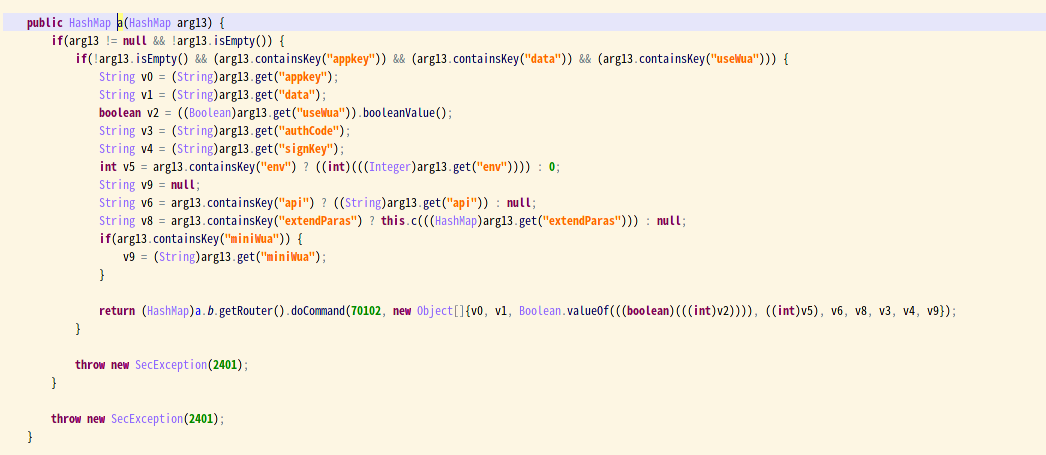 public HashMap a(HashMap arg13) {
if(arg13 != null && !arg13.isEmpty()) {
if(!arg13.isEmpty() && (arg13.containsKey("appkey")) && (arg13.containsKey("data")) && (arg13.containsKey("useWua"))) {
String v0 = (String)arg13.get("appkey");
String v1 = (String)arg13.get("data");
boolean v2 = ((Boolean)arg13.get("useWua")).booleanValue();
String v3 = (String)arg13.get("authCode");
String v4 = (String)arg13.get("signKey");
int v5 = arg13.containsKey("env") ? ((int)(((Integer)arg13.get("env")))) : 0;
String v9 = null;
String v6 = arg13.containsKey("api") ? ((String)arg13.get("api")) : null;
String v8 = arg13.containsKey("extendParas") ? this.c(((HashMap)arg13.get("extendParas"))) : null;
if(arg13.containsKey("miniWua")) {
v9 = (String)arg13.get("miniWua");
}
return (HashMap)a.b.getRouter().doCommand(70102, new Object[]{v0, v1, Boolean.valueOf(((boolean)(((int)v2)))), ((int)v5), v6, v8, v3, v4, v9});
}
throw new SecException(2401);
}
throw new SecException(2401);
}